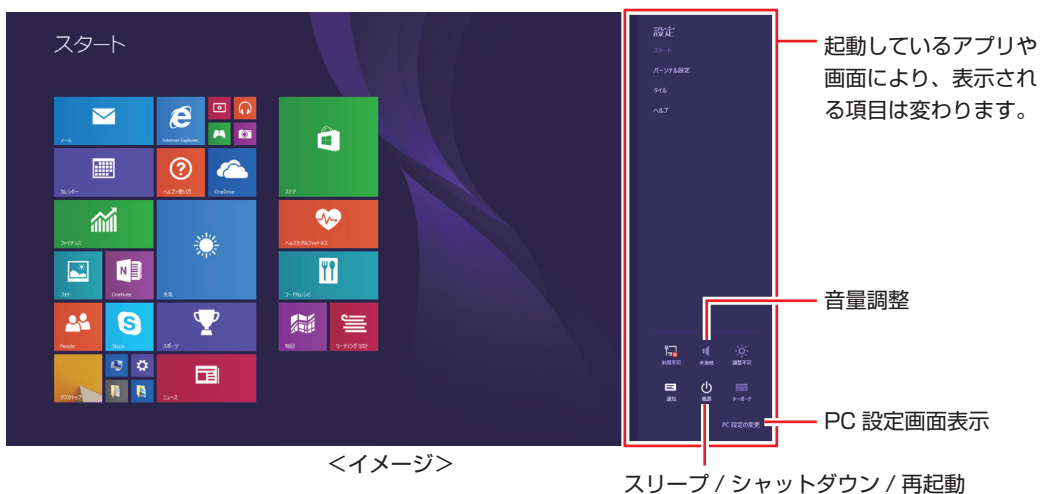 スタート
メール
Internet Explorer
カレンダー
ヘルプ+使い方
OneDrive
ストア
ファイナンス
ヘルスケア&フィットネス
フォト
OneNote
天気
フード&レシピ
People
Skype
スポーツ
地図
リーディング リスト
デスクトップ
ニュース
設定
スタート
パーソナル設定
タイル
ヘルプ
利用不可
未接続
調整不可
通知
電源
キーボード
PC 設定の変更
起動しているアプリや
画面により、表示され
る項目は変わります。
音量調整
PC 設定画面表示
<イメージ>
スリープ / シャットダウン / 再起動